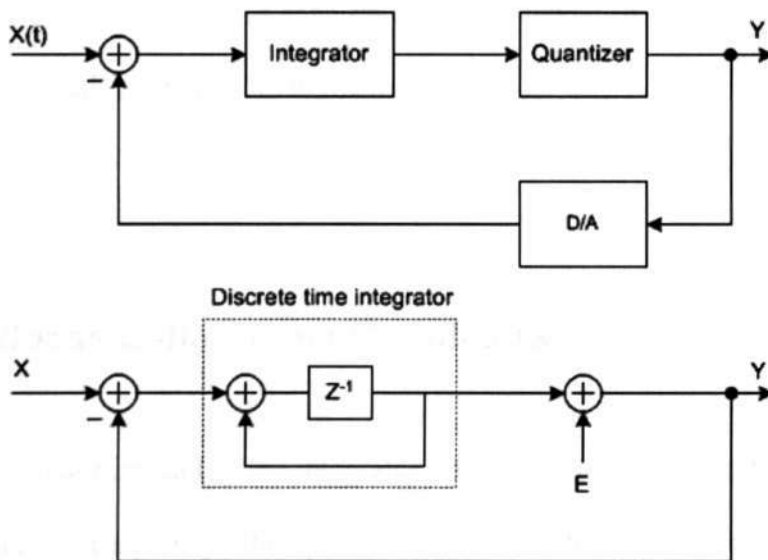 X(t)
Integrator
Quantizer
Y
−
D/A
Discrete time integrator
X
Z-1
Y
−
E